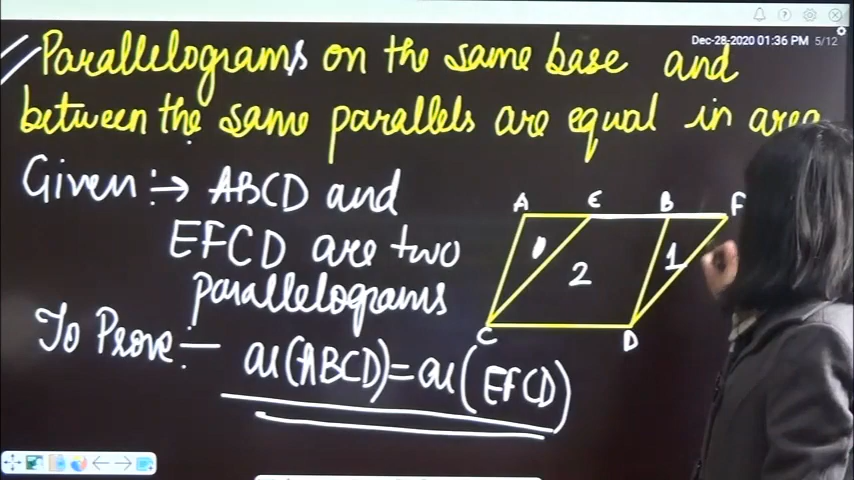 Dec-28-2020 01:36 PM 5/12
Parallelograms on the same base and
between the same parallels are equal in area
Given :→ ABCD and
EFCD are two
parallelograms
To Prove :— ar(ABCD)=ar(EFCD)
A E B F
1 2 1
C D